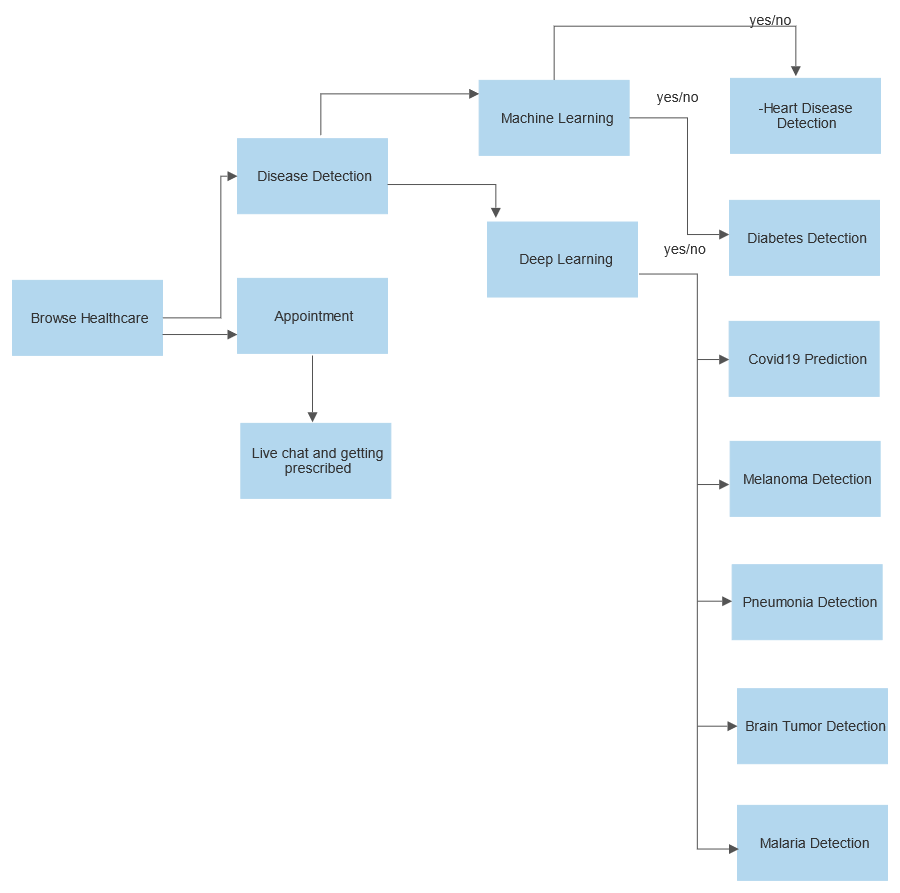 yes/no
-Heart Disease
Detection
yes/no
Machine Learning
Disease Detection
Diabetes Detection
yes/no
Deep Learning
Browse Healthcare
Appointment
Covid19 Prediction
Live chat and getting
prescribed
Melanoma Detection
Pneumonia Detection
Brain Tumor Detection
Malaria Detection